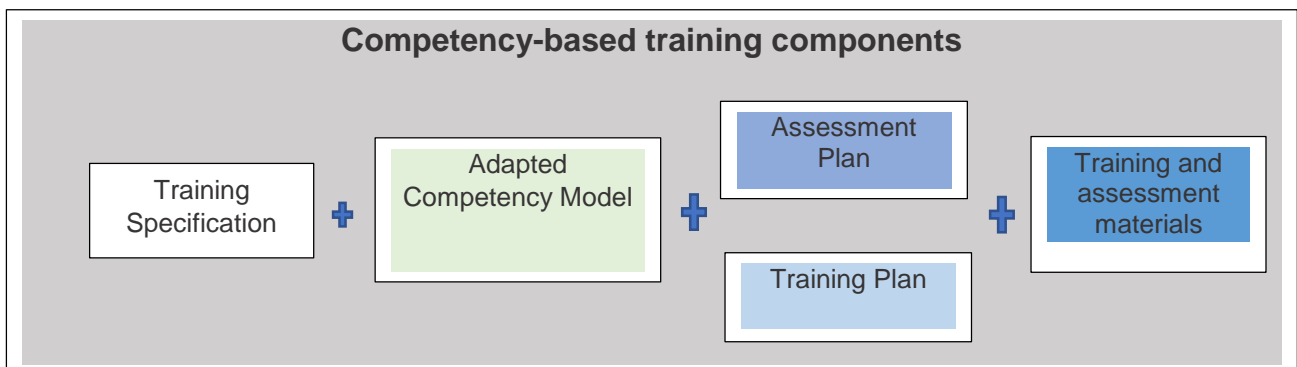 Competency-based training components
Training
Specification
Adapted
Competency Model
Assessment
Plan
Training Plan
Training and
assessment
materials